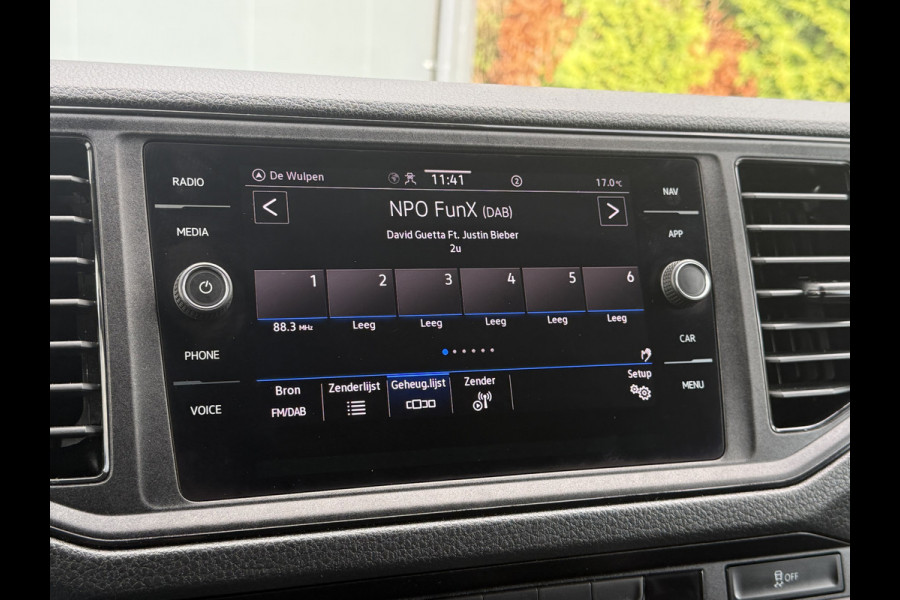 RADIO
MEDIA
PHONE
VOICE
De Wulpen
11:41
2
17.0°C
NPO FunX (DAB)
David Guetta Ft. Justin Bieber
2u
1 2 3 4 5 6
88.3 MHz Leeg Leeg Leeg Leeg Leeg
Bron Zenderlijst Geheug.lijst Zender Setup
FM/DAB
NAV
APP
CAR
MENU
OFF